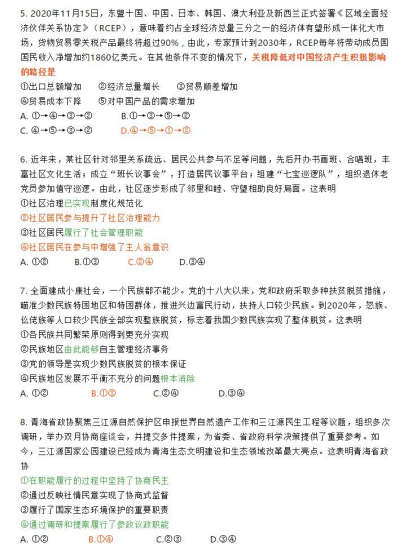 5. 2020年11月15日，东盟十国、中国、日本、韩国、澳大利亚及新西兰正式签署《区域全面经
济伙伴关系协定》（RCEP），意味着约占全球经济总量三分之一的经济体有望形成一体化大市
场，货物贸易零关税产品最终将超过90%，由此，专家预计到2030年，RCEP每年将带动成员国
国民收入净增加约1860亿美元。在其他条件不变的情况下，关税降低对中国经济产生积极影响
的路径是
①出口总额增加　②经济总量增长　③贸易顺差增加
④贸易成本下降　⑤对中国产品的需求增加
A. ①→④→③→②　　B.①→③→⑤→②
C. ④→⑤→③→②　　D.④→⑤→①→②
6. 近年来，某社区针对邻里关系疏远、居民公共参与不足等问题，先后开办书画班、合唱班，丰
富社区文化生活；成立“班长议事会”，打造居民议事平台；组建“七宝巡逻队”，组织退休老
党员参加值守巡逻。由此，社区逐步形成了邻里和睦、守望相助良好局面。这表明
①社区治理已实现制度化规范化
②社区居民参与提升了社区治理能力
③社区居民履行了社会管理职能
④社区居民在参与中增强了主人翁意识
A. ①②　B.①③　C.②④　D.③④
7. 全面建成小康社会，一个民族都不能少。党的十八大以来，党和政府采取多种扶贫脱贫措施，
瞄准少数民族特困地区和特困群体，推进兴边富民行动，扶持人口较少民族。到2020年，怒族、
仫佬族等人口较少民族全部实现整族脱贫，标志着我国少数民族实现了整体脱贫。这表明
①各民族共同繁荣原则得到更充分实现
②民族地区由此能够自主管理经济事务
③党的领导是实现少数民族脱贫的根本保证
④民族地区发展不平衡不充分的问题根本消除
A. ①②　B.①③　C.②④　D.③④
8. 青海省政协聚焦三江源自然保护区申报世界自然遗产工作和三江源民生工程等议题，组织多次
调研，举办双月协商座谈会，并提交多件提案，为省委、省政府科学决策提供了重要参考。如
今，三江源国家公园建设已经成为青海生态文明建设和生态领域改革最大亮点。这表明青海省政
协
①在职能履行的过程中坚持了协商民主
②通过反映社情民意实现了协商式监督
③履行了国家生态环境保护的重要职责
④通过调研和提案履行了参政议政职能
A. ①②　B.①④　C.②③　D.③④